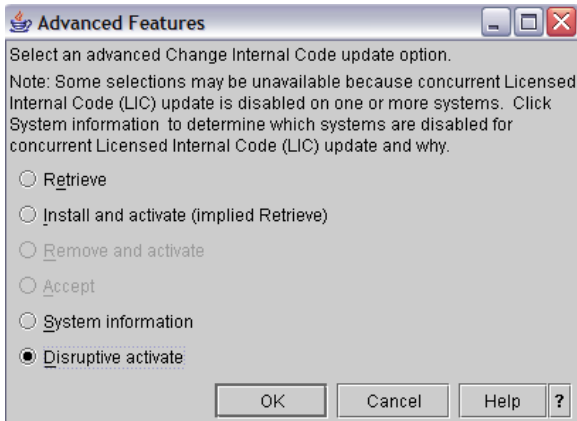 Advanced Features
Select an advanced Change Internal Code update option.
Note: Some selections may be unavailable because concurrent Licensed
Internal Code (LIC) update is disabled on one or more systems. Click
System information to determine which systems are disabled for
concurrent Licensed Internal Code (LIC) update and why.
Retrieve
Install and activate (implied Retrieve)
Remove and activate
Accept
System information
Disruptive activate
OK Cancel Help ?